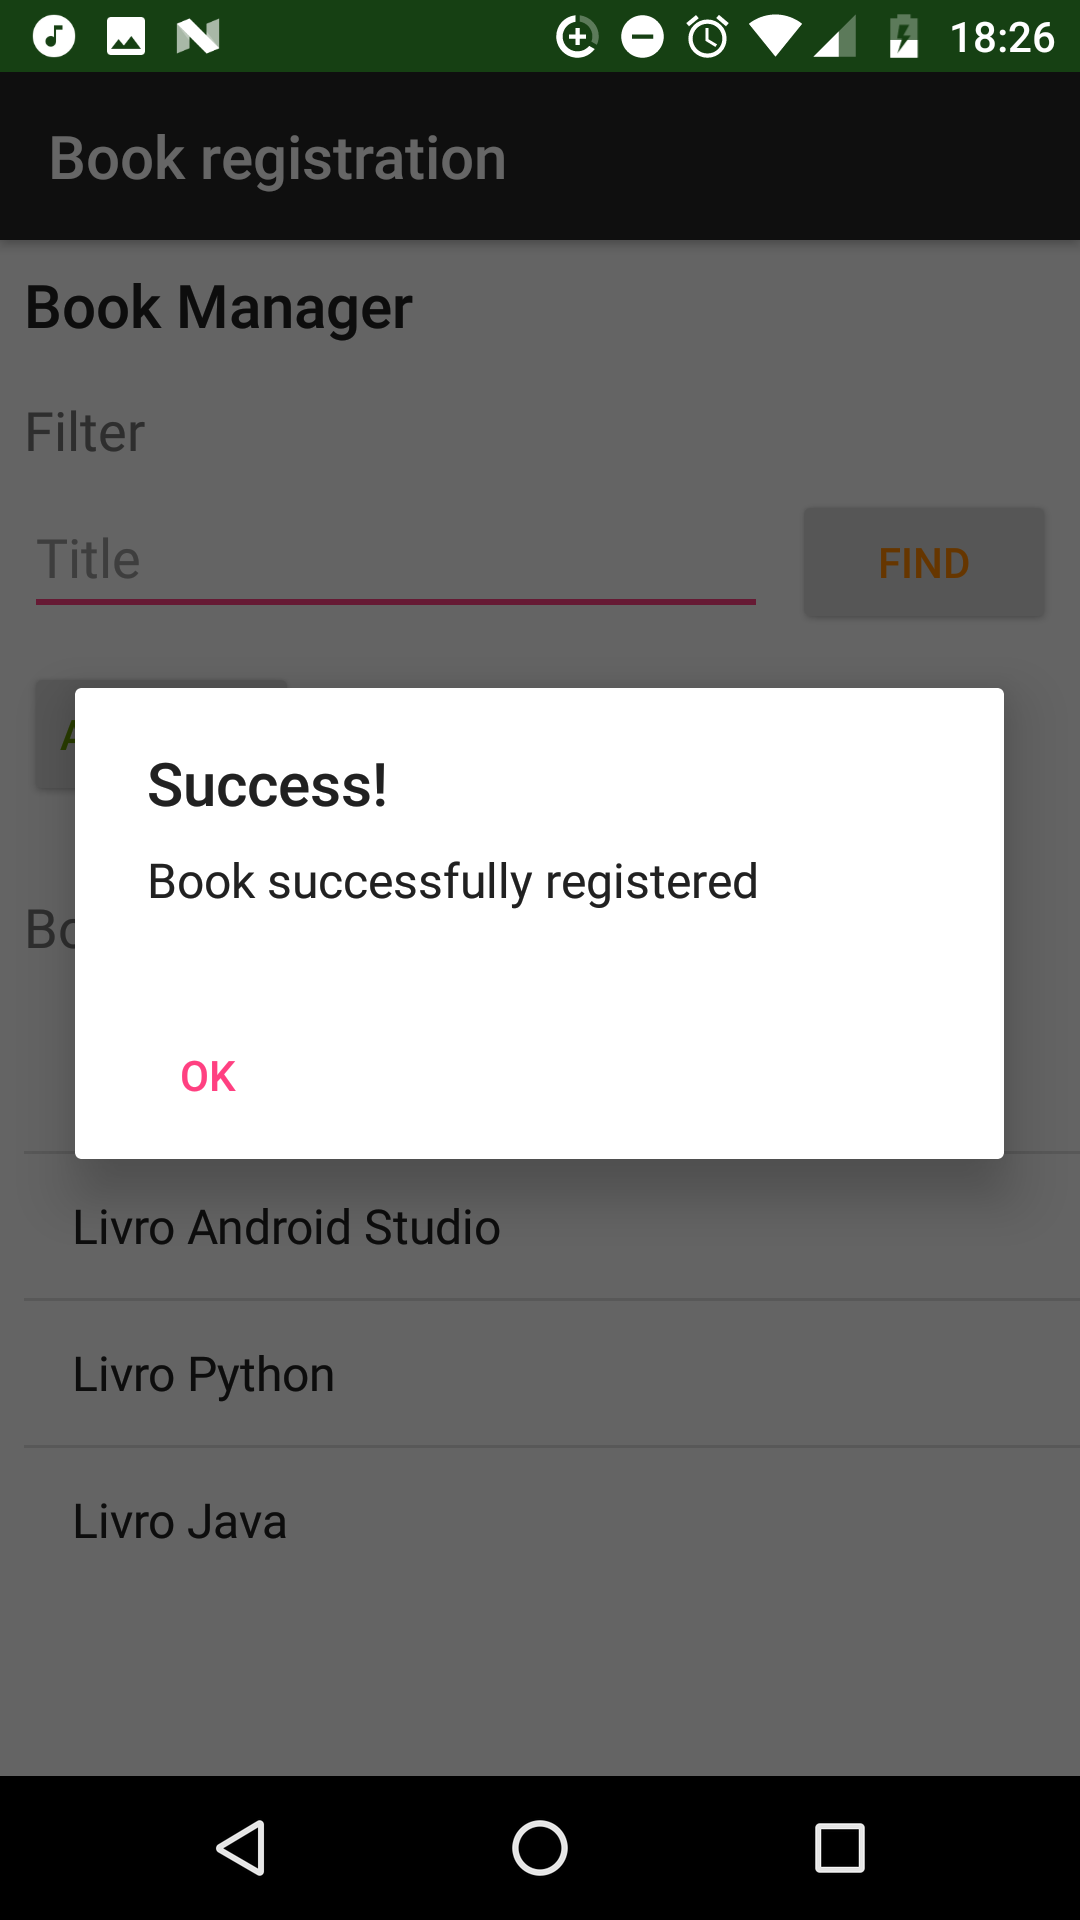 18:26
Book registration
Book Manager
Filter
Title
FIND
Success!
Book successfully registered
OK
Livro Android Studio
Livro Python
Livro Java